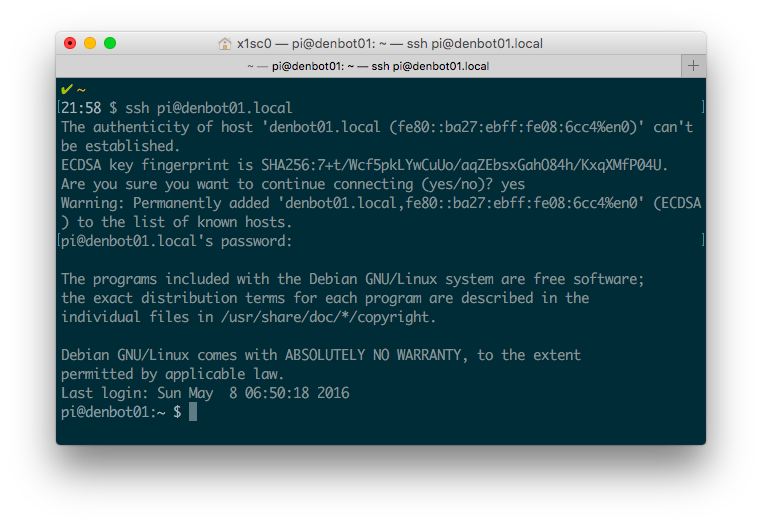 x1sc0 — pi@denbot01: ~ — ssh pi@denbot01.local
~ — pi@denbot01: ~ — ssh pi@denbot01.local +
✔ ~
[21:58 $ ssh pi@denbot01.local ]
The authenticity of host 'denbot01.local (fe80::ba27:ebff:fe08:6cc4%en0)' can't
be established.
ECDSA key fingerprint is SHA256:7+t/Wcf5pkLYwCuUo/aqZEbsxGahO84h/KxqXMfP04U.
Are you sure you want to continue connecting (yes/no)? yes
Warning: Permanently added 'denbot01.local,fe80::ba27:ebff:fe08:6cc4%en0' (ECDSA
) to the list of known hosts.
[pi@denbot01.local's password: ]
The programs included with the Debian GNU/Linux system are free software;
the exact distribution terms for each program are described in the
individual files in /usr/share/doc/*/copyright.
Debian GNU/Linux comes with ABSOLUTELY NO WARRANTY, to the extent
permitted by applicable law.
Last login: Sun May  8 06:50:18 2016
pi@denbot01:~ $